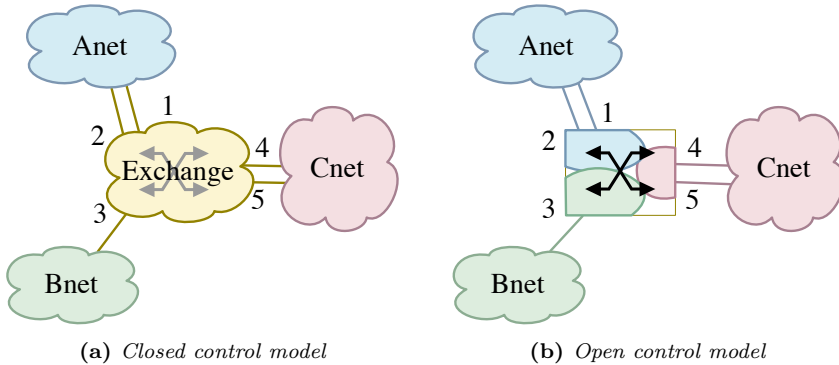 Anet
1
2
Exchange
4
Cnet
5
3
Bnet
(a) Closed control model
Anet
1
2
4
Cnet
5
3
Bnet
(b) Open control model